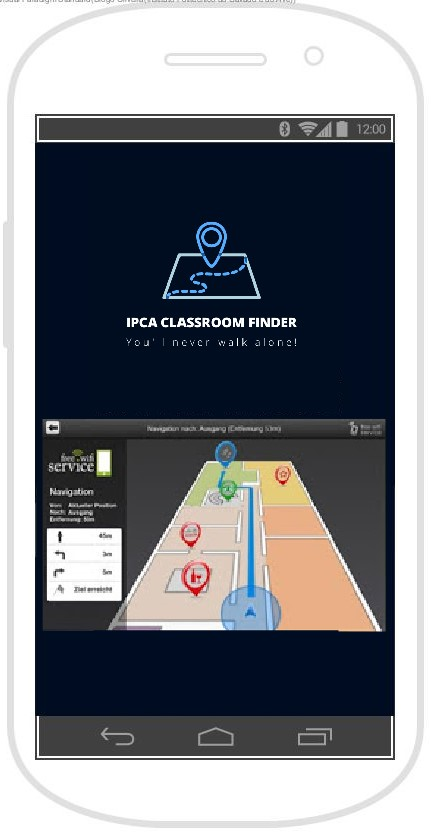 12:00
IPCA CLASSROOM FINDER
You'll never walk alone!
Navigation nach: Ausgang (Entfernung 53m)
free wifi
service
Navigation
Von: Aktueller Position
Nach: Ausgang
Entfernung: 53m
45m
3m
5m
Ziel erreicht